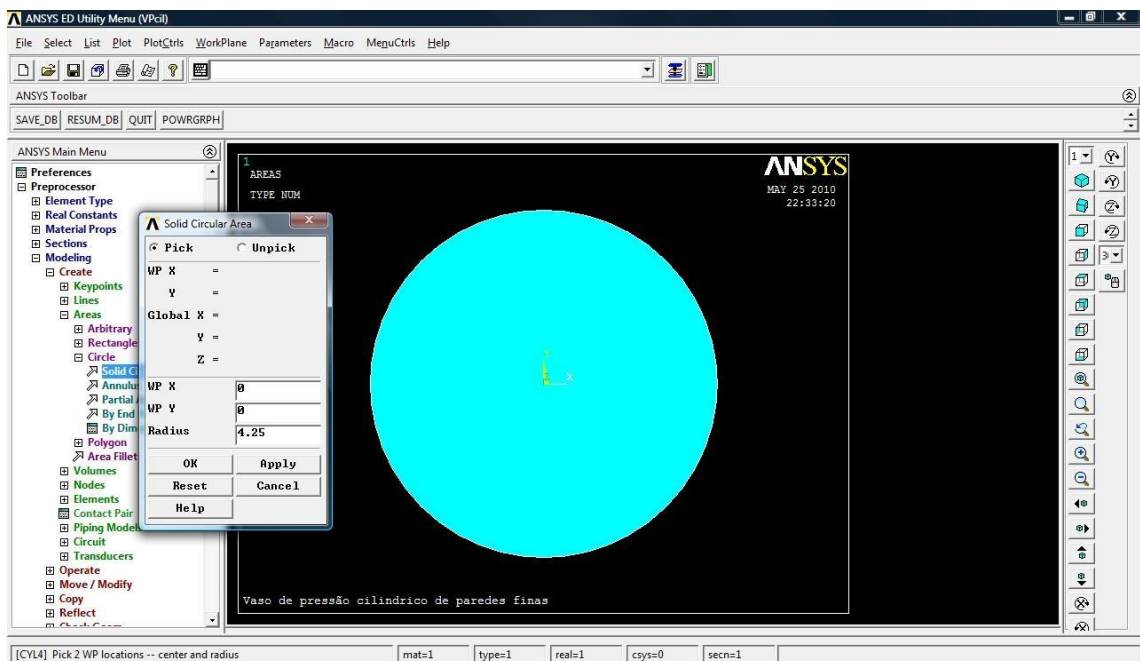 ANSYS ED Utility Menu (VPcil)
File Select List Plot PlotCtrls WorkPlane Parameters Macro MenuCtrls Help
ANSYS Toolbar
SAVE_DB RESUM_DB QUIT POWRGRPH
ANSYS Main Menu
Preferences
Preprocessor
Element Type
Real Constants
Material Props
Sections
Modeling
Create
Keypoints
Lines
Areas
Arbitrary
Rectangle
Circle
Solid Ci
Annulus
Partial
By End
By Dim
Polygon
Area Fillet
Volumes
Nodes
Elements
Contact Pair
Piping Models
Circuit
Transducers
Operate
Move / Modify
Copy
Reflect
Solid Circular Area
Pick Unpick
WP X =
Y =
Global X =
Y =
Z =
WP X 0
WP Y 0
Radius 4.25
OK Apply
Reset Cancel
Help
1
AREAS
TYPE NUM
ANSYS
MAY 25 2010
22:33:20
Y
Z X
Vaso de pressão cilindrico de paredes finas
1
3
[CYL4] Pick 2 WP locations -- center and radius mat=1 type=1 real=1 csys=0 secn=1